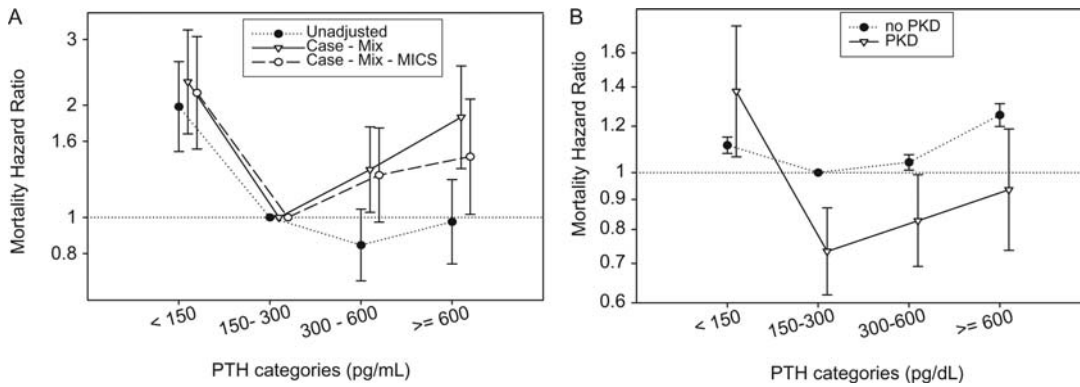 A
Unadjusted
Case - Mix
Case - Mix - MICS
Mortality Hazard Ratio
3
2
1.6
1
0.8
< 150
150- 300
300 - 600
>= 600
PTH categories (pg/mL)
B
no PKD
PKD
Mortality Hazard Ratio
1.6
1.4
1.2
1
0.9
0.8
0.7
0.6
< 150
150-300
300-600
>= 600
PTH categories (pg/dL)